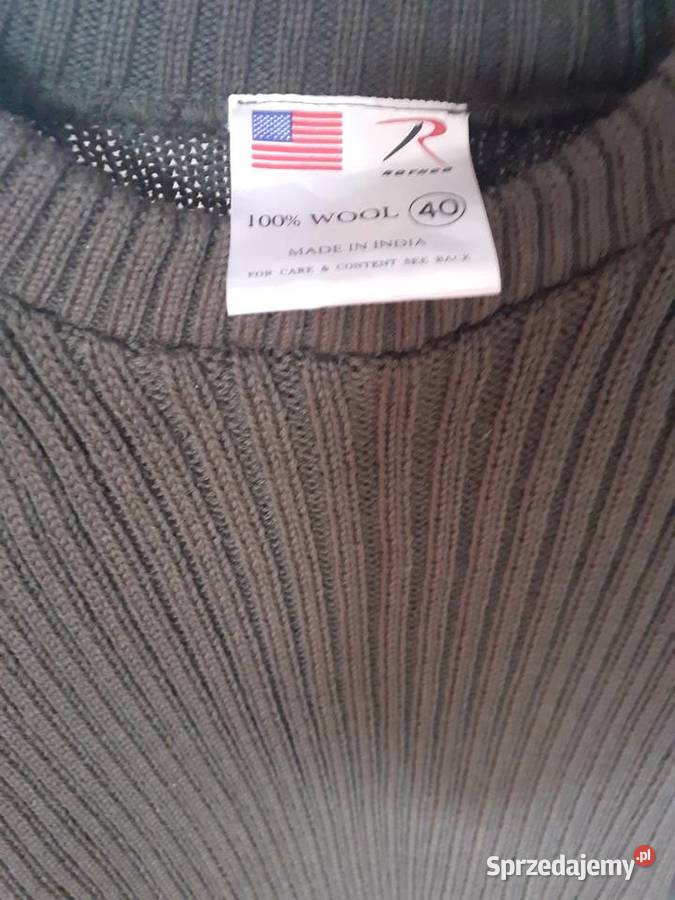 ROTHCO
100% WOOL 40
MADE IN INDIA
FOR CARE & CONTENT SEE BACK
Sprzedajemy.pl